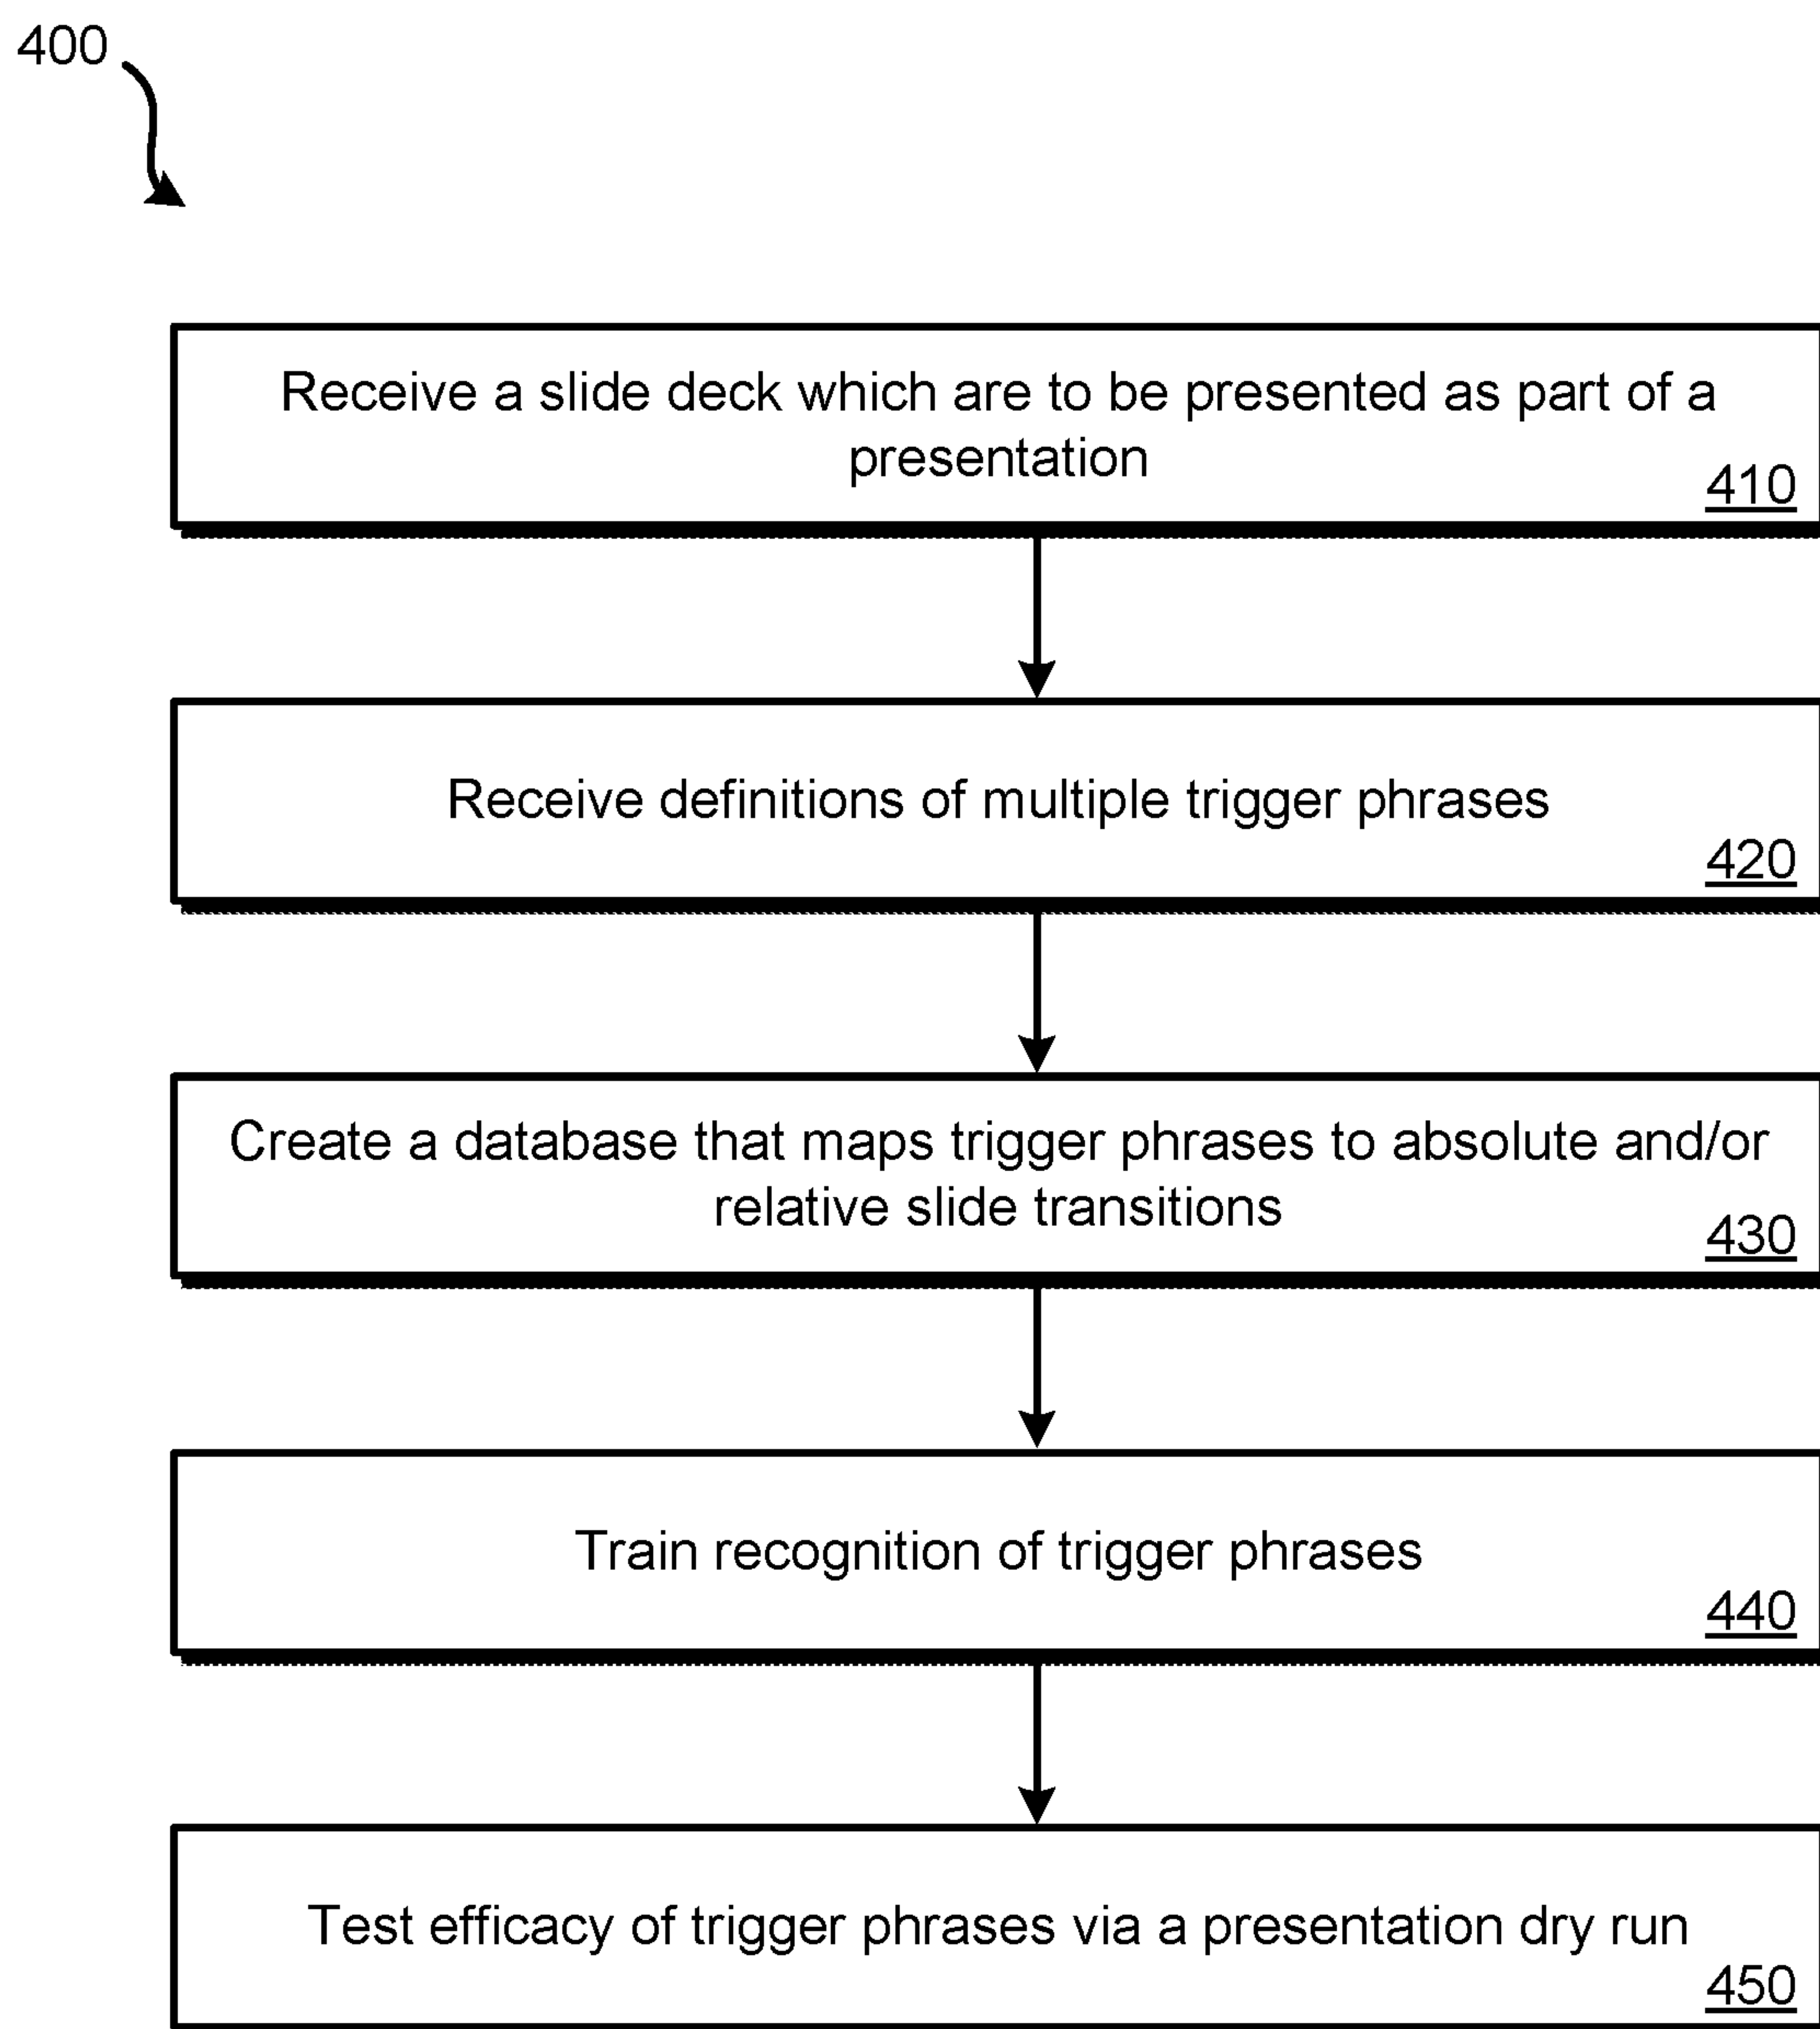 400
Receive a slide deck which are to be presented as part of a
presentation
410
Receive definitions of multiple trigger phrases
420
Create a database that maps trigger phrases to absolute and/or
relative slide transitions
430
Train recognition of trigger phrases
440
Test efficacy of trigger phrases via a presentation dry run
450